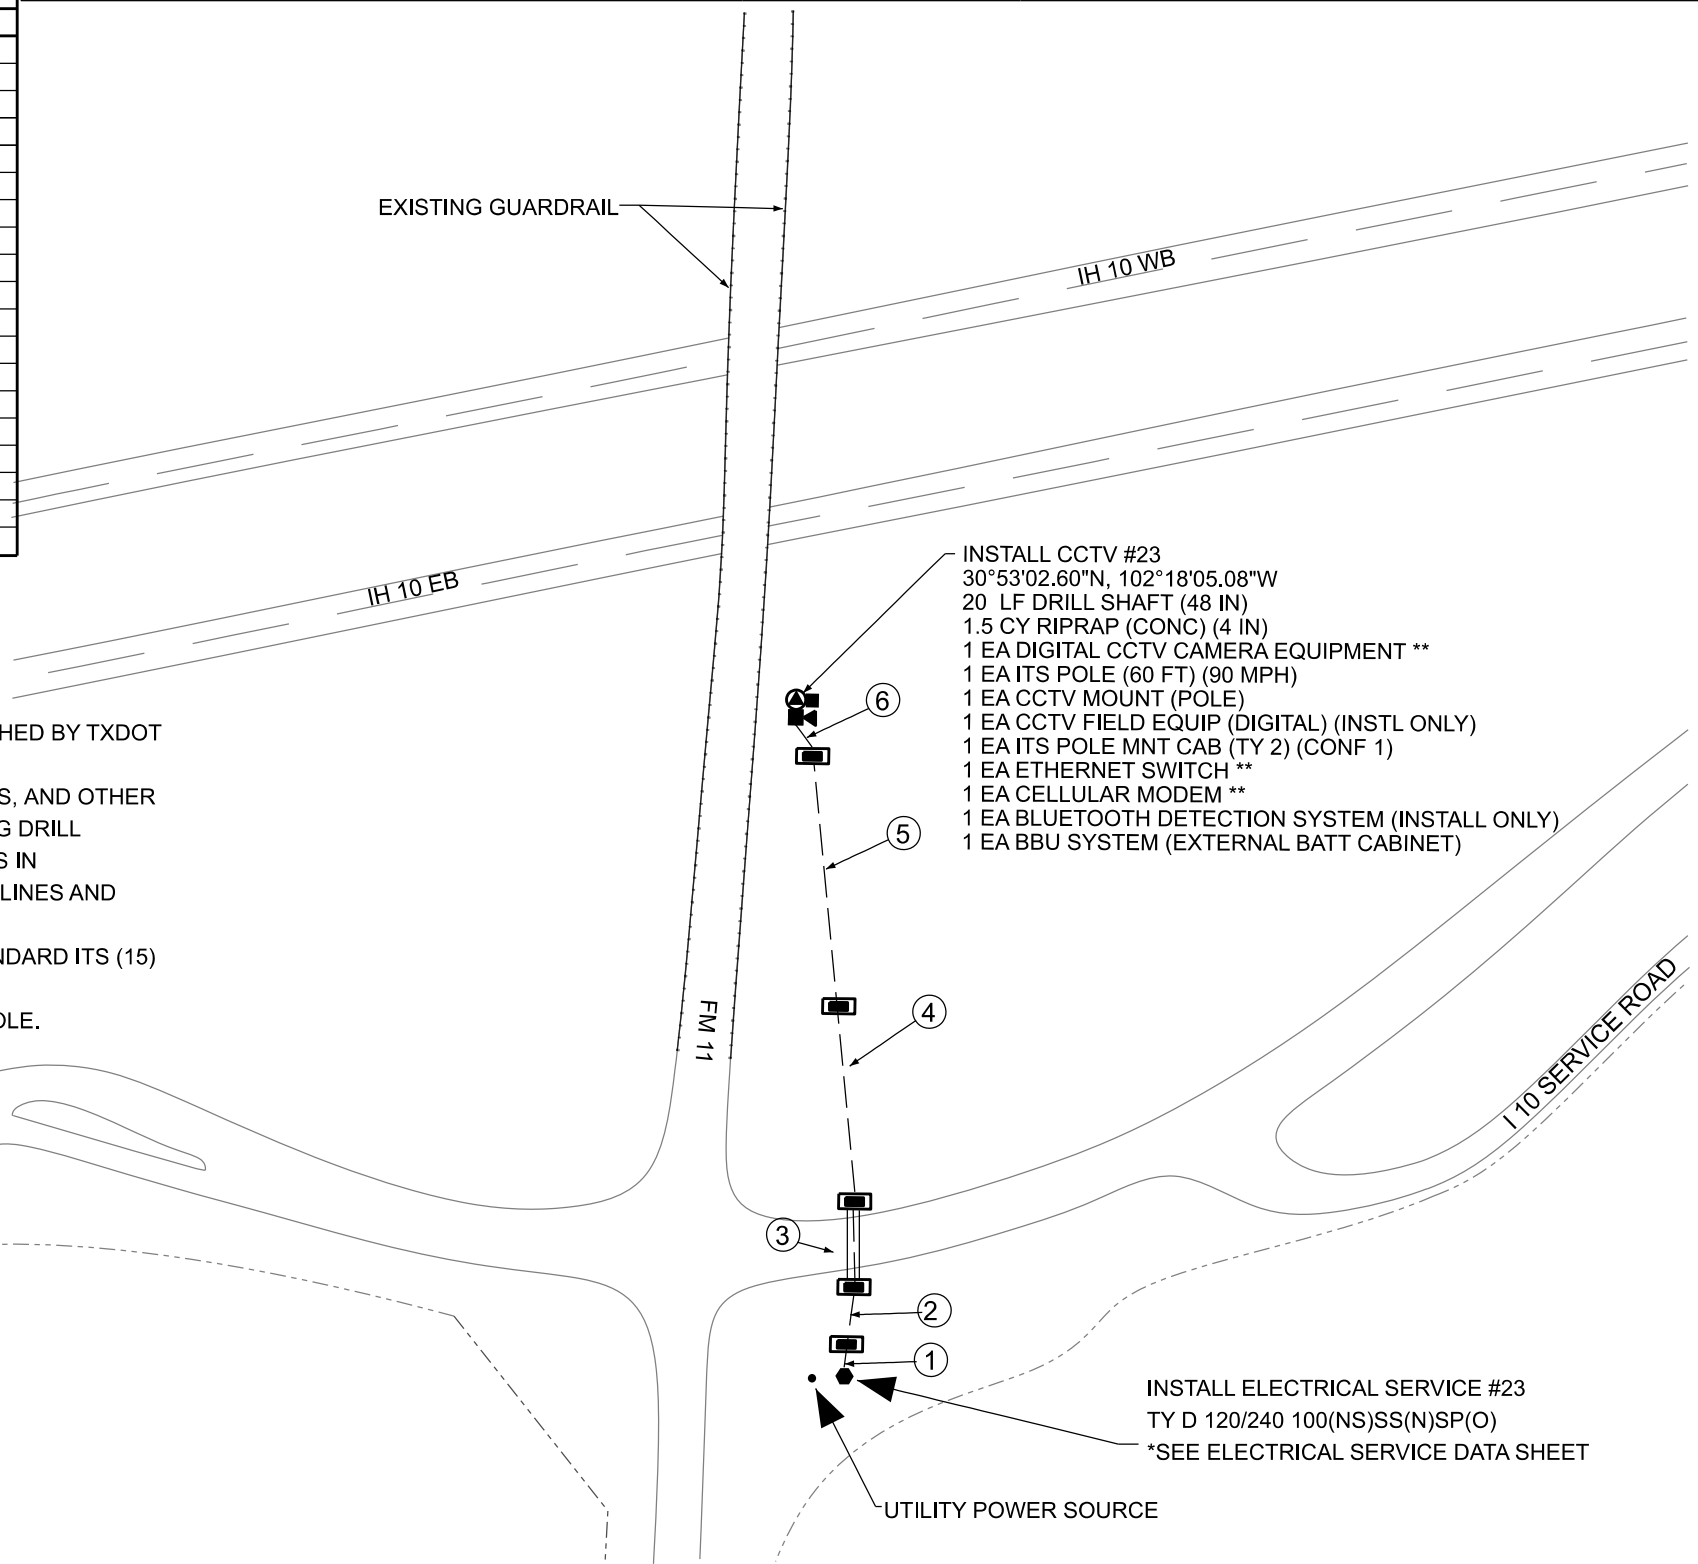 EXISTING GUARDRAIL
IH 10 WB
IH 10 EB
INSTALL CCTV #23
30°53'02.60"N, 102°18'05.08"W
20 LF DRILL SHAFT (48 IN)
1.5 CY RIPRAP (CONC) (4 IN)
1 EA DIGITAL CCTV CAMERA EQUIPMENT **
1 EA ITS POLE (60 FT) (90 MPH)
1 EA CCTV MOUNT (POLE)
1 EA CCTV FIELD EQUIP (DIGITAL) (INSTL ONLY)
1 EA ITS POLE MNT CAB (TY 2) (CONF 1)
1 EA ETHERNET SWITCH **
1 EA CELLULAR MODEM **
1 EA BLUETOOTH DETECTION SYSTEM (INSTALL ONLY)
1 EA BBU SYSTEM (EXTERNAL BATT CABINET)
HED BY TXDOT
S, AND OTHER
G DRILL
S IN
LINES AND
NDARD ITS (15)
OLE.
6
5
4
FM 11
I 10 SERVICE ROAD
3
2
1
INSTALL ELECTRICAL SERVICE #23
TY D 120/240 100(NS)SS(N)SP(O)
*SEE ELECTRICAL SERVICE DATA SHEET
UTILITY POWER SOURCE